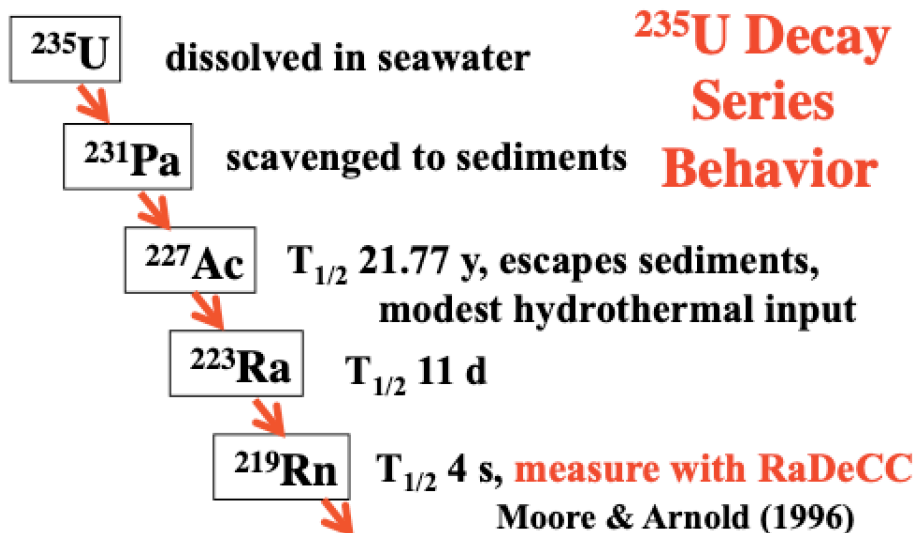 ²³⁵U dissolved in seawater
²³⁵U Decay
Series
Behavior
²³¹Pa scavenged to sediments
²²⁷Ac T₁/₂ 21.77 y, escapes sediments,
modest hydrothermal input
²²³Ra T₁/₂ 11 d
²¹⁹Rn T₁/₂ 4 s, measure with RaDeCC
Moore & Arnold (1996)